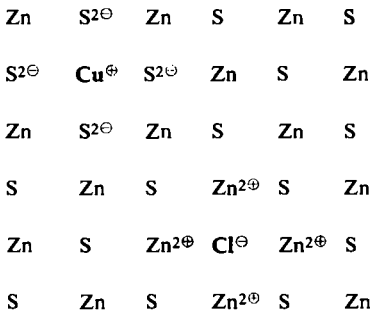 Zn S²⊖ Zn S Zn S
S²⊖ Cu⊕ S²⊖ Zn S Zn
Zn S²⊖ Zn S Zn S
S Zn S Zn²⊕ S Zn
Zn S Zn²⊕ Cl⊖ Zn²⊕ S
S Zn S Zn²⊕ S Zn